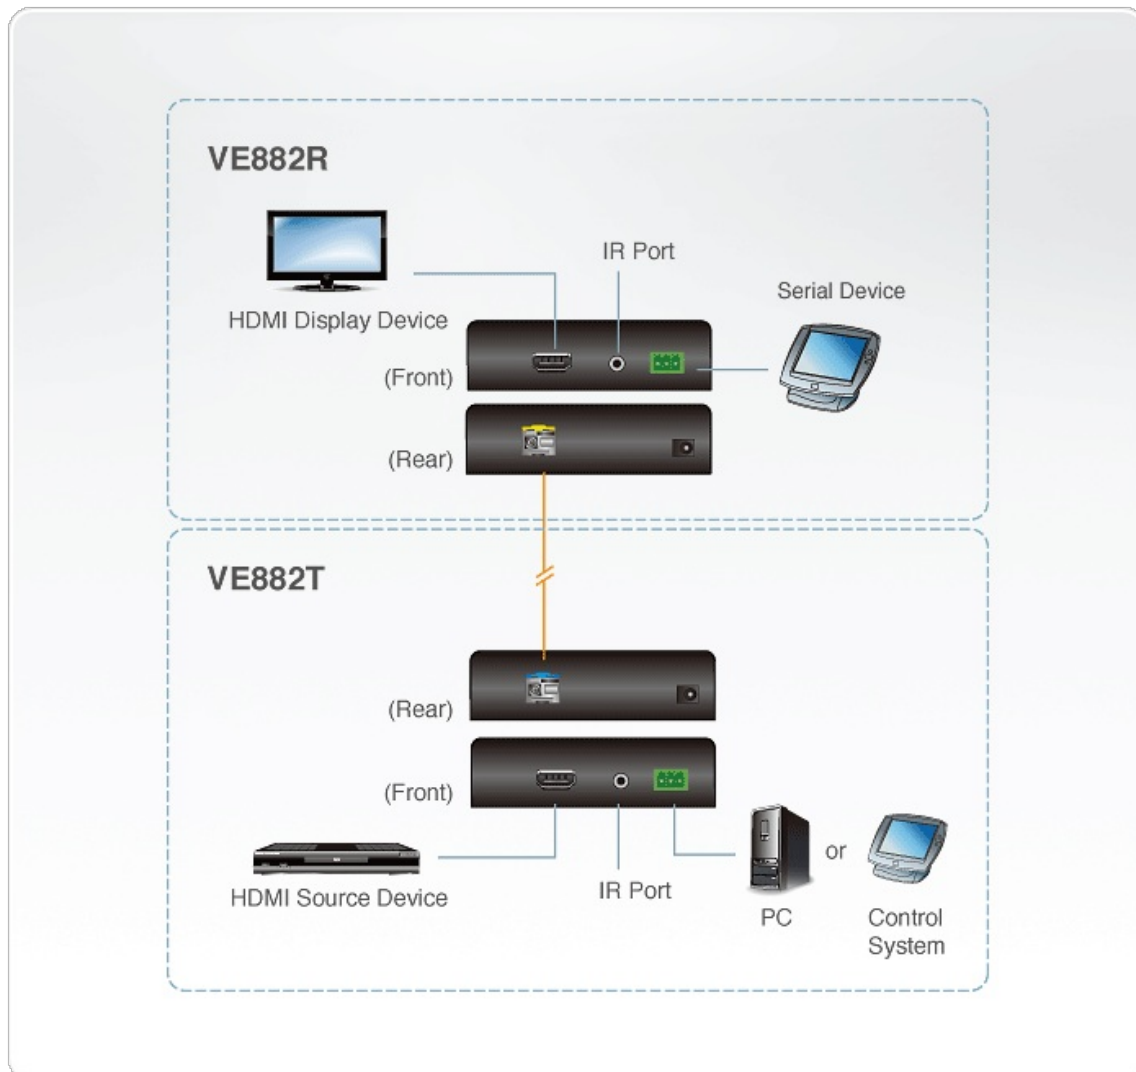 VE882R
IR Port
Serial Device
HDMI Display Device
(Front)
(Rear)
VE882T
(Rear)
(Front)
HDMI Source Device
IR Port
or
PC
Control
System